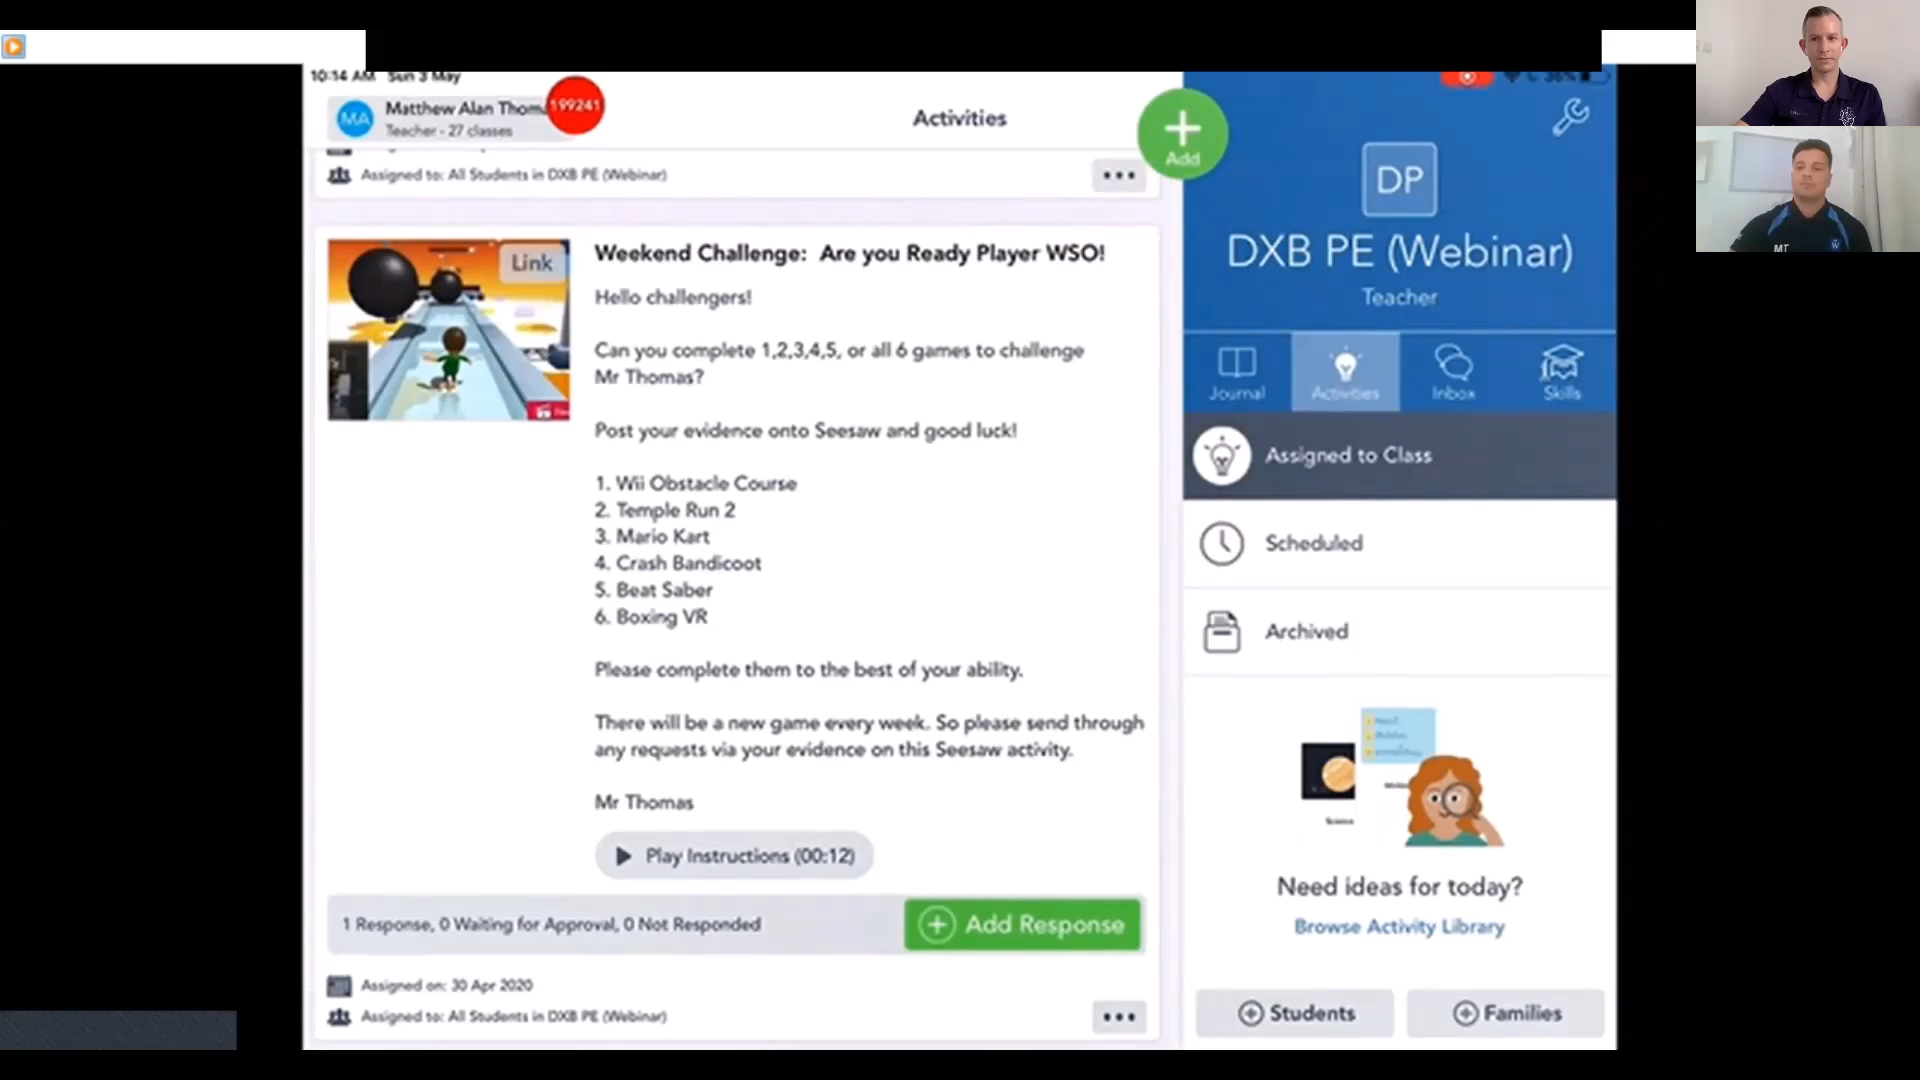 10:14 AM Sun 3 May
36%
MA
Matthew Alan Thom
199241
Teacher - 27 classes
Activities
Add
Assigned to: All Students in DXB PE (Webinar)
Link
Weekend Challenge: Are you Ready Player WSO!
Hello challengers!
Can you complete 1,2,3,4,5, or all 6 games to challenge
Mr Thomas?
Post your evidence onto Seesaw and good luck!
1. Wii Obstacle Course
2. Temple Run 2
3. Mario Kart
4. Crash Bandicoot
5. Beat Saber
6. Boxing VR
Please complete them to the best of your ability.
There will be a new game every week. So please send through
any requests via your evidence on this Seesaw activity.
Mr Thomas
Play Instructions (00:12)
1 Response, 0 Waiting for Approval, 0 Not Responded
Add Response
Assigned on: 30 Apr 2020
Assigned to: All Students in DXB PE (Webinar)
DP
DXB PE (Webinar)
Teacher
Journal
Activities
Inbox
Skills
Assigned to Class
Scheduled
Archived
Science
Need ideas for today?
Browse Activity Library
Students
Families
MT